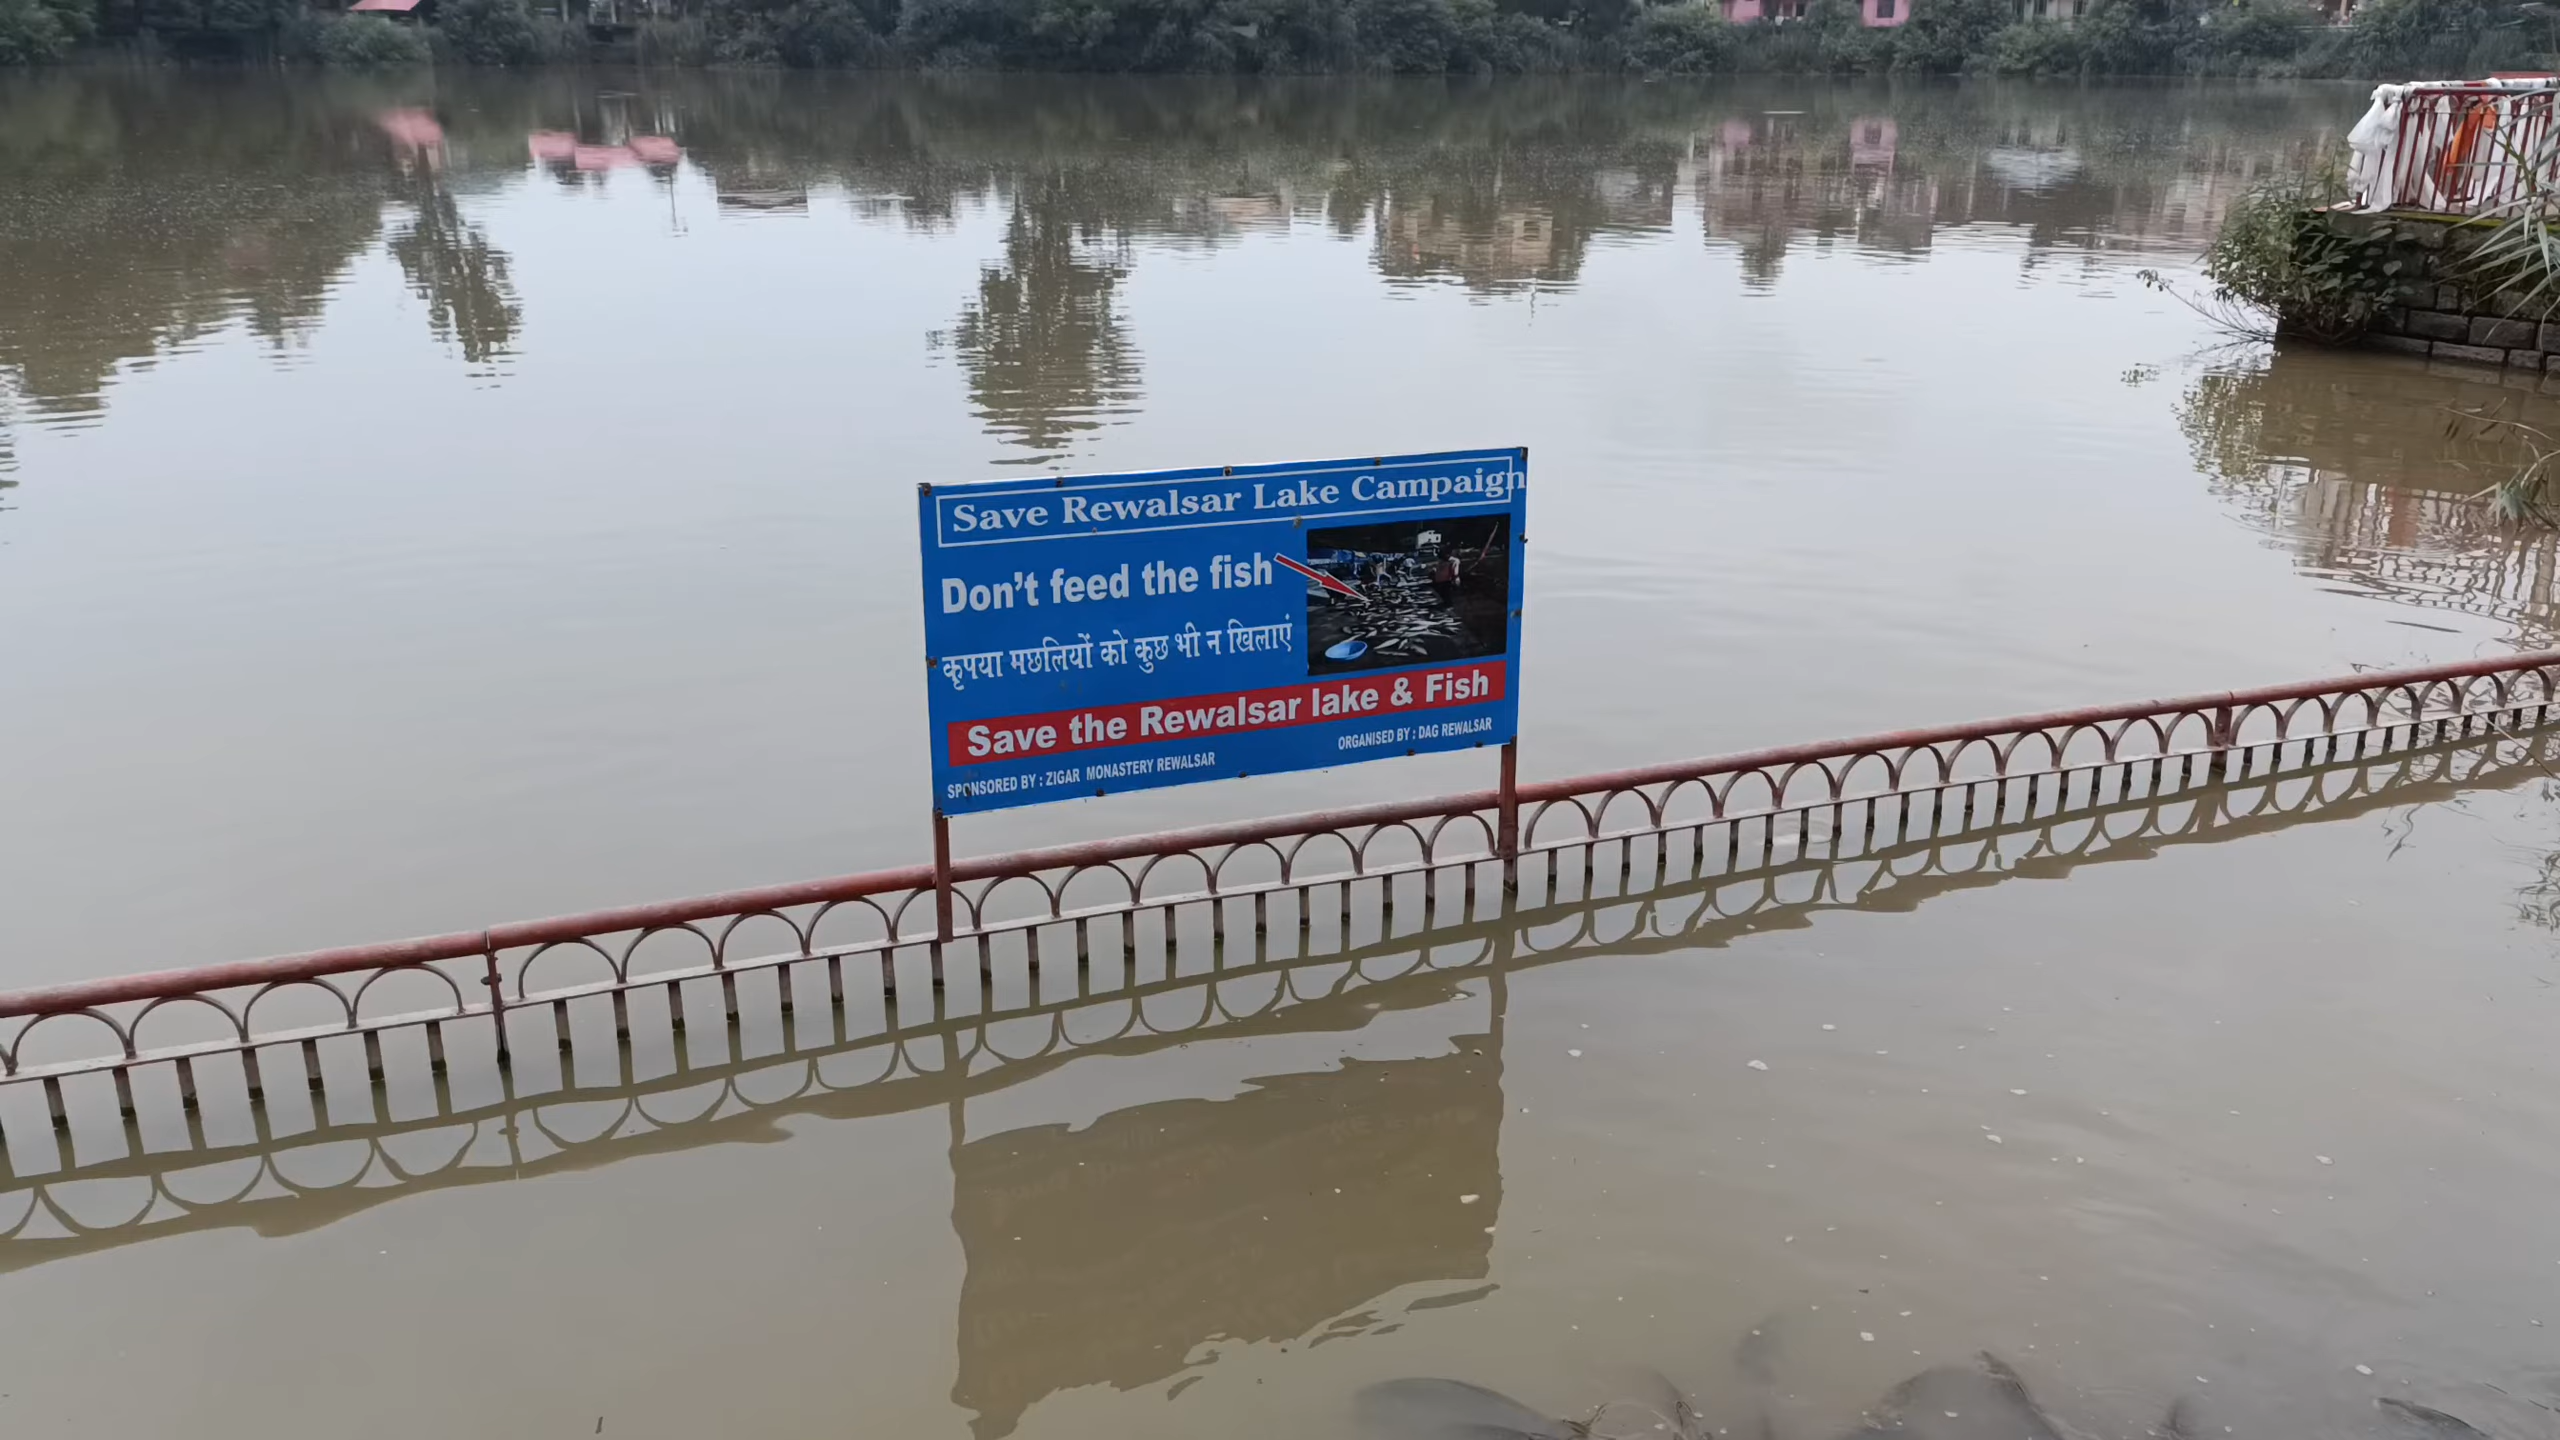 Save Rewalsar Lake Campaign
Don't feed the fish
कृपया मछलियों को कुछ भी न खिलाएं
Save the Rewalsar lake & Fish
SPONSORED BY : ZIGAR MONASTERY REWALSAR
ORGANISED BY : DAG REWALSAR